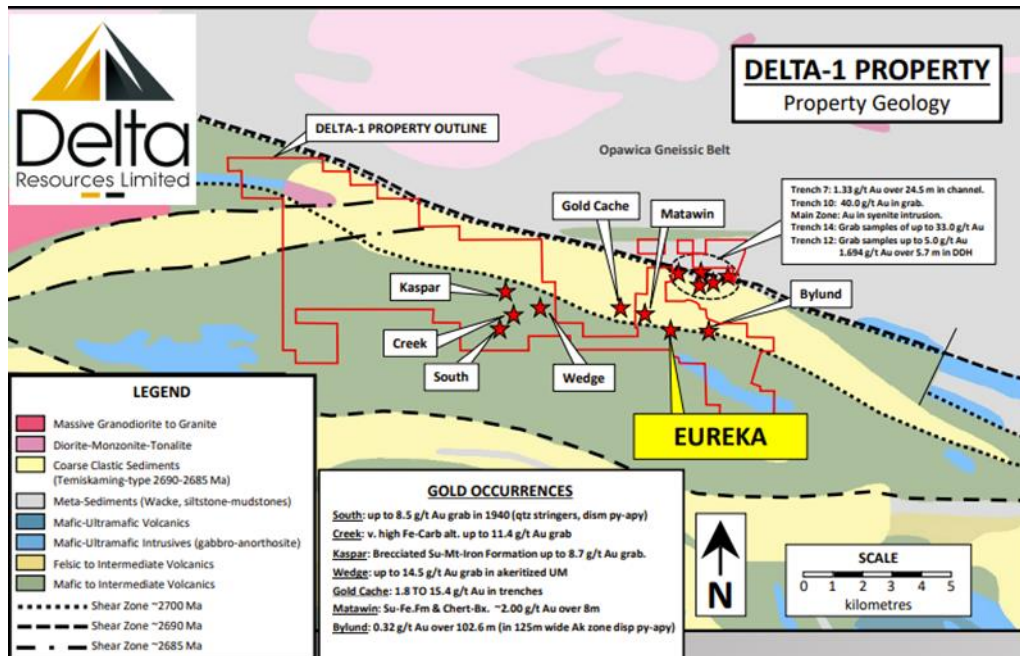 Delta
Resources Limited
DELTA-1 PROPERTY
Property Geology
DELTA-1 PROPERTY OUTLINE
Opawica Gneissic Belt
Trench 7: 1.33 g/t Au over 24.5 m in channel.
Trench 10: 40.0 g/t Au in grab.
Main Zone: Au in syenite intrusion.
Trench 14: Grab samples of up to 33.0 g/t Au
Trench 12: Grab samples up to 5.0 g/t Au
1.694 g/t Au over 5.7 m in DDH
Gold Cache
Matawin
Kaspar
Bylund
Creek
South
Wedge
EUREKA
LEGEND
Massive Granodiorite to Granite
Diorite-Monzonite-Tonalite
Coarse Clastic Sediments
(Temiskaming-type 2690-2685 Ma)
Meta-Sediments (Wacke, siltstone-mudstones)
Mafic-Ultramafic Volcanics
Mafic-Ultramafic Intrusives (gabbro-anorthosite)
Felsic to Intermediate Volcanics
Mafic to Intermediate Volcanics
Shear Zone ~2700 Ma
Shear Zone ~2690 Ma
Shear Zone ~2685 Ma
GOLD OCCURRENCES
South: up to 8.5 g/t Au grab in 1940 (qtz stringers, dism py-apy)
Creek: v. high Fe-Carb alt. up to 11.4 g/t Au grab
Kaspar: Brecciated Su-Mt-Iron Formation up to 8.7 g/t Au grab.
Wedge: up to 14.5 g/t Au grab in akeritized UM
Gold Cache: 1.8 TO 15.4 g/t Au in trenches
Matawin: Su-Fe.Fm & Chert-Bx. ~2.00 g/t Au over 8m
Bylund: 0.32 g/t Au over 102.6 m (in 125m wide Ak zone disp py-apy)
N
SCALE
0 1 2 3 4 5
kilometres